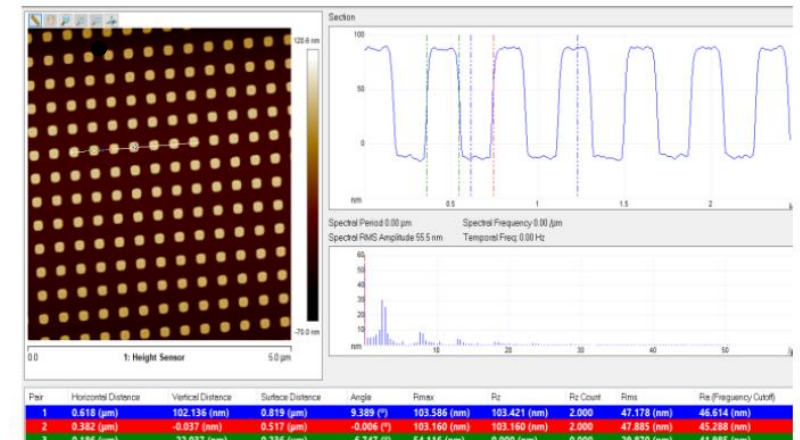 Section
120.6 nm
-70.0 nm
0.0 1: Height Sensor 5.0 µm
100
50
0
nm
0.5 1 1.5 2
Spectral Period 0.00 µm Spectral Frequency 0.00 /µm
Spectral RMS Amplitude 55.5 nm Temporal Freq: 0.00 Hz
60
50
40
30
20
10
nm
10 20 30 40 50
Pair Horizontal Distance Vertical Distance Surface Distance Angle Rmax Rz Rz Count Rms Ra (Frequency Cutoff)
1 0.618 (µm) 102.136 (nm) 0.819 (µm) 9.389 (º) 103.586 (nm) 103.421 (nm) 2.000 47.178 (nm) 46.614 (nm)
2 0.382 (µm) -0.037 (nm) 0.517 (µm) -0.006 (º) 103.160 (nm) 103.160 (nm) 2.000 47.885 (nm) 45.288 (nm)